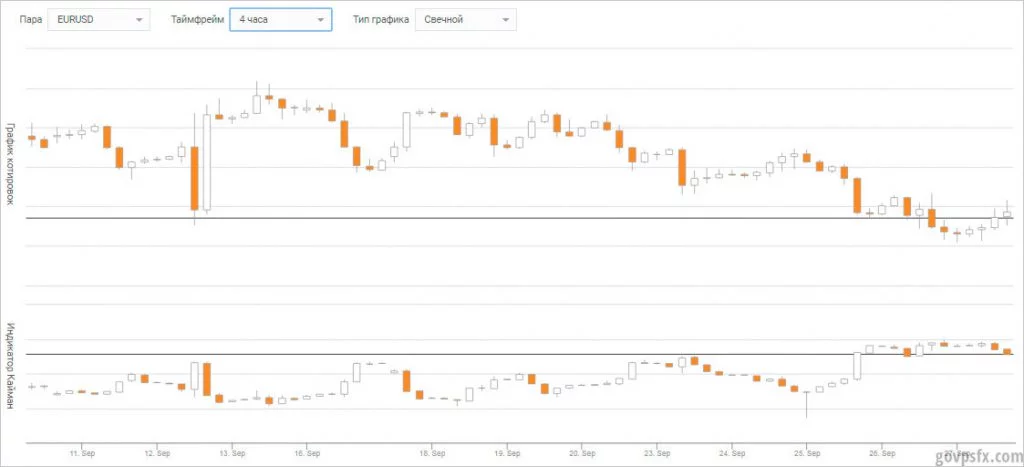 Пара EURUSD Таймфрейм 4 часа Тип графика Свечной
График котировок
Индикатор Кайман
11. Sep 12. Sep 13. Sep 16. Sep 18. Sep 19. Sep 20. Sep 23. Sep 24. Sep 25. Sep 26. Sep 27. Sep
govpsfx.com